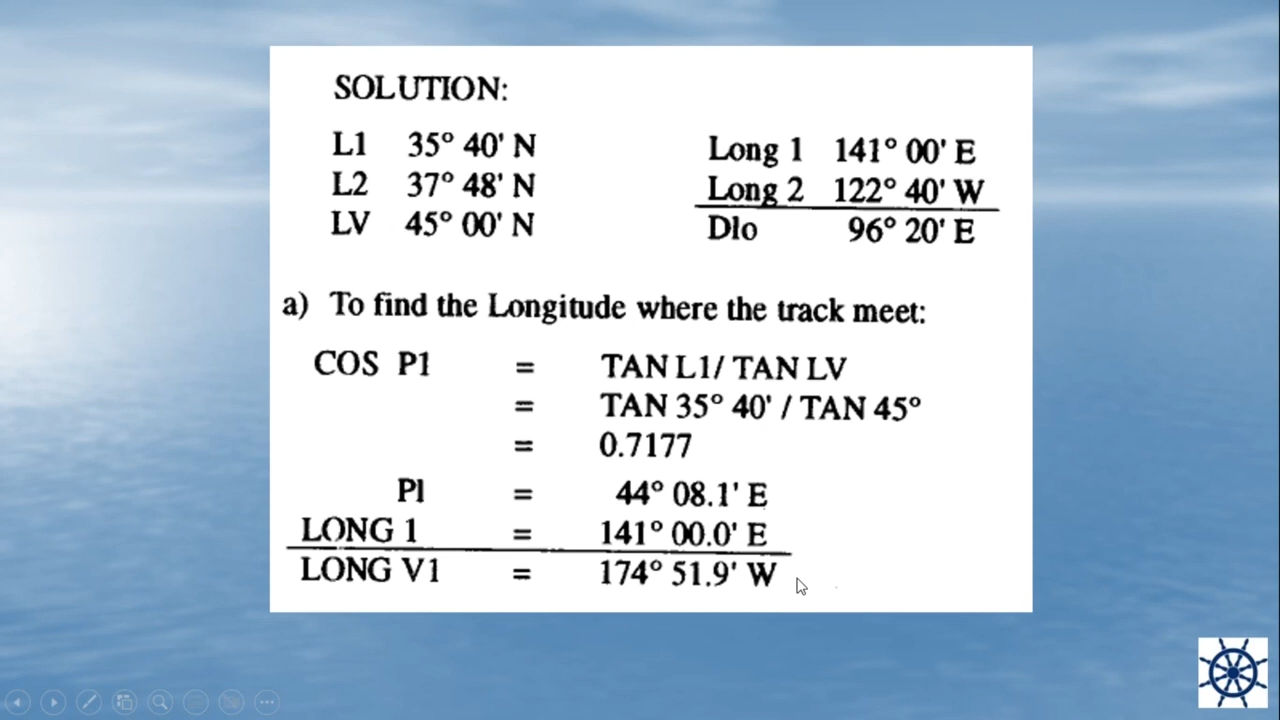 SOLUTION:
L1 35° 40' N
L2 37° 48' N
LV 45° 00' N
Long 1 141° 00' E
Long 2 122° 40' W
Dlo 96° 20' E
a) To find the Longitude where the track meet:
COS P1 = TAN L1/ TAN LV
= TAN 35° 40' / TAN 45°
= 0.7177
Pl = 44° 08.1' E
LONG 1 = 141° 00.0' E
LONG V1 = 174° 51.9' W